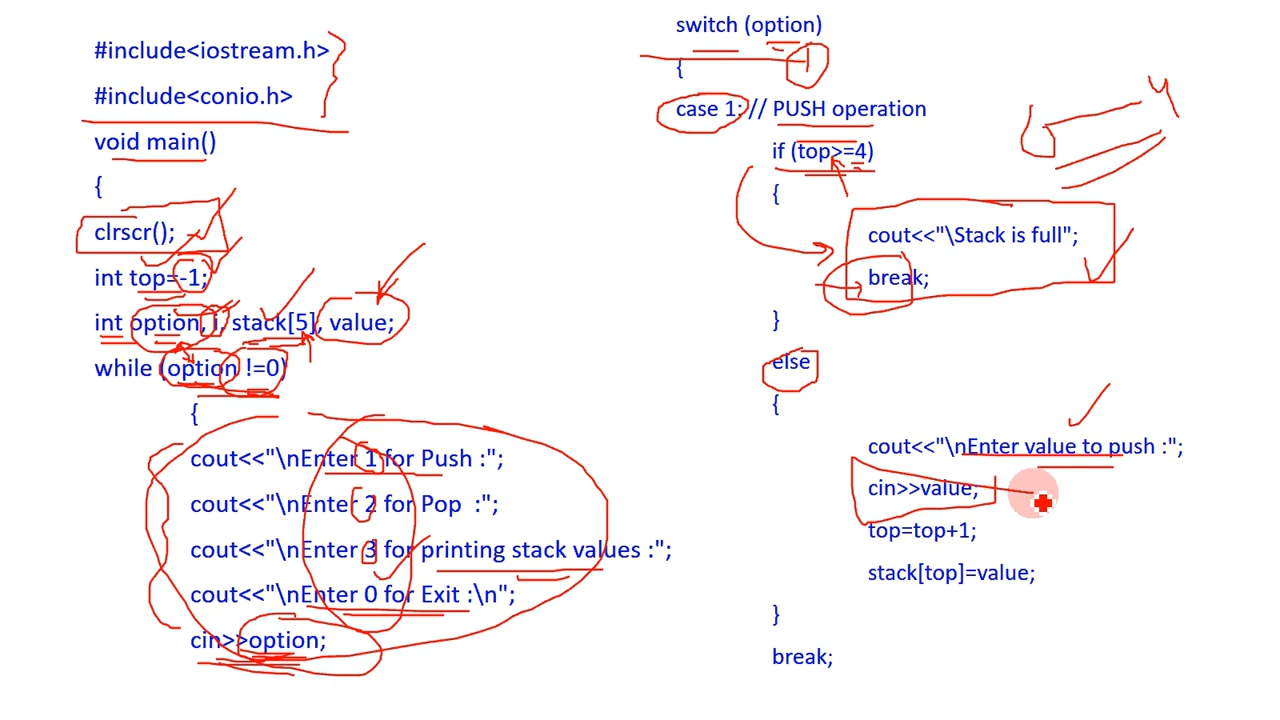 #include<iostream.h>
#include<conio.h>
void main()
{
clrscr();
int top=-1;
int option, i, stack[5], value;
while (option !=0)
{
cout<<"\nEnter 1 for Push :";
cout<<"\nEnter 2 for Pop  :";
cout<<"\nEnter 3 for printing stack values :";
cout<<"\nEnter 0 for Exit :\n";
cin>>option;
switch (option)
1
{
case 1: // PUSH operation
4
if (top>=4)
{
cout<<"\Stack is full";
break;
}
else
{
cout<<"\nEnter value to push :";
cin>>value;
top=top+1;
stack[top]=value;
}
break;